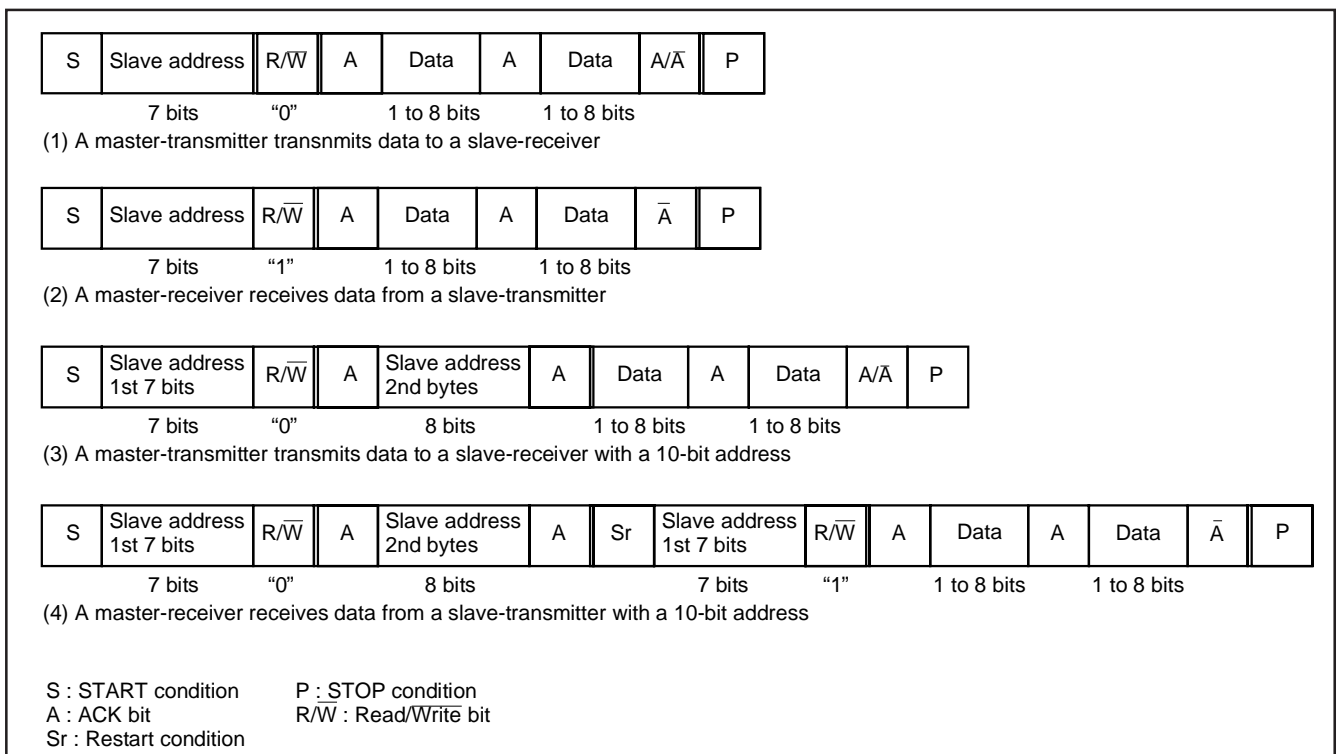 S Slave address R/W̅ A Data A Data A/A̅ P
7 bits “0” 1 to 8 bits 1 to 8 bits
(1) A master-transmitter transnmits data to a slave-receiver
S Slave address R/W̅ A Data A Data A̅ P
7 bits “1” 1 to 8 bits 1 to 8 bits
(2) A master-receiver receives data from a slave-transmitter
S Slave address 1st 7 bits R/W̅ A Slave address 2nd bytes A Data A Data A/A̅ P
7 bits “0” 8 bits 1 to 8 bits 1 to 8 bits
(3) A master-transmitter transmits data to a slave-receiver with a 10-bit address
S Slave address 1st 7 bits R/W̅ A Slave address 2nd bytes A Sr Slave address 1st 7 bits R/W̅ A Data A Data A̅ P
7 bits “0” 8 bits 7 bits “1” 1 to 8 bits 1 to 8 bits
(4) A master-receiver receives data from a slave-transmitter with a 10-bit address
S : START condition P : STOP condition
A : ACK bit R/W̅ : Read/W̅r̅i̅t̅e̅ bit
Sr : Restart condition